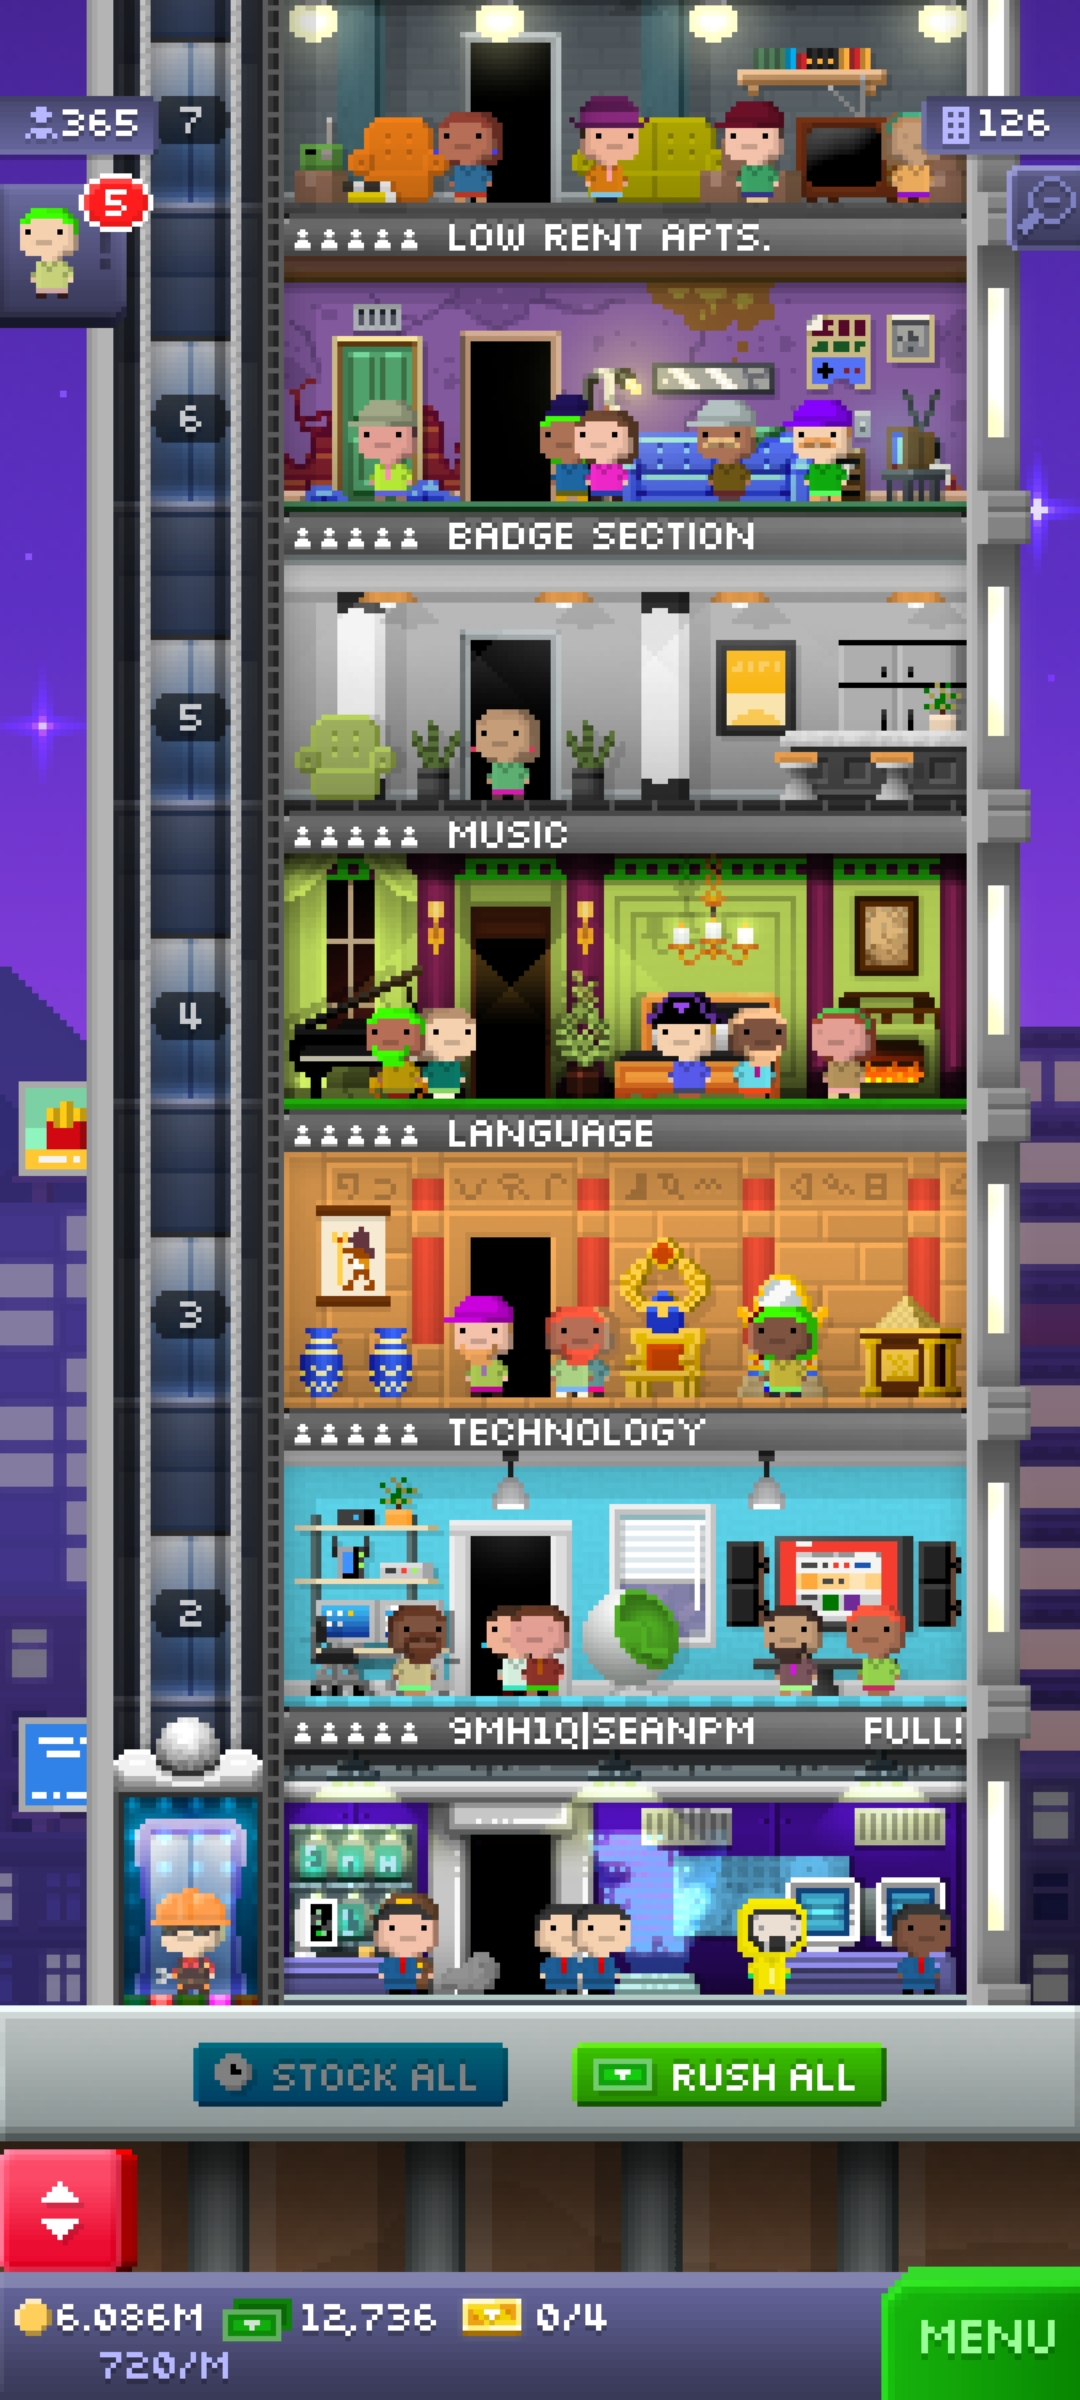 7
365
126
5
LOW RENT APTS.
6
BADGE SECTION
5
MUSIC
4
LANGUAGE
3
TECHNOLOGY
2
9MH1Q|SEANPM FULL!
STOCK ALL
RUSH ALL
6.086M 12,736 0/4
720/M
MENU